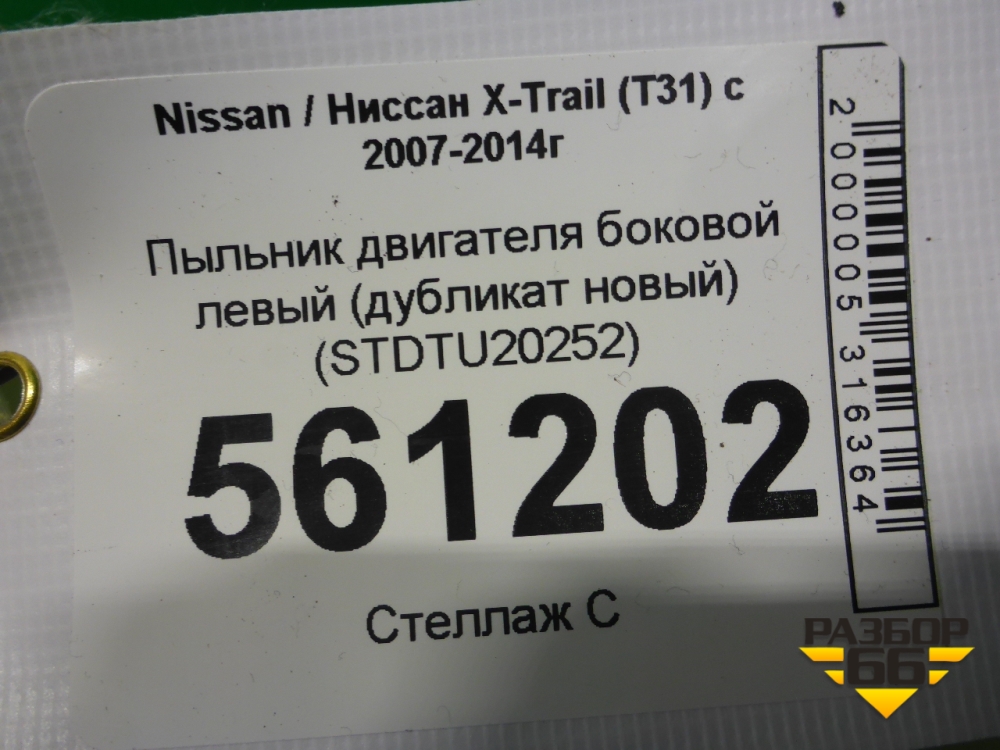 Nissan / Ниссан X-Trail (T31) с
2007-2014г
Пыльник двигателя боковой
левый (дубликат новый)
(STDTU20252)
561202
Стеллаж С
2000005316364
РАЗБОР
66